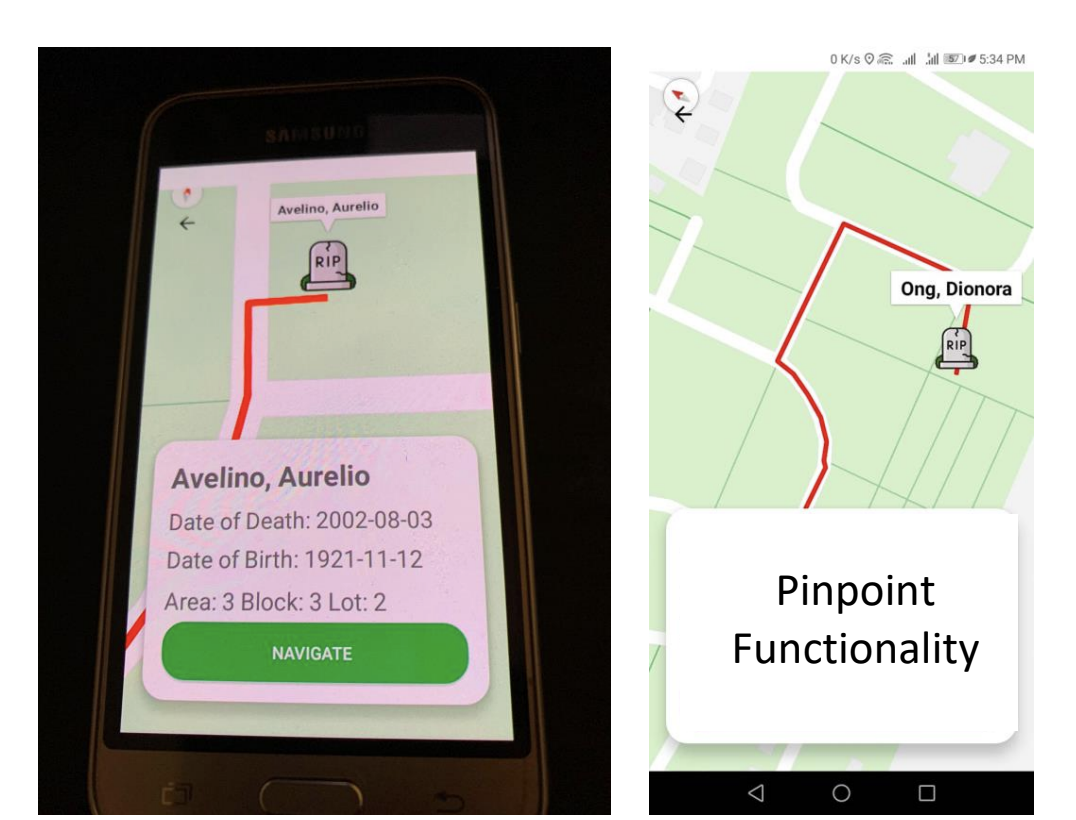 SAMSUNG
Avelino, Aurelio
RIP
Avelino, Aurelio
Date of Death: 2002-08-03
Date of Birth: 1921-11-12
Area: 3 Block: 3 Lot: 2
NAVIGATE
0 K/s 57 5:34 PM
Ong, Dionora
RIP
Pinpoint
Functionality